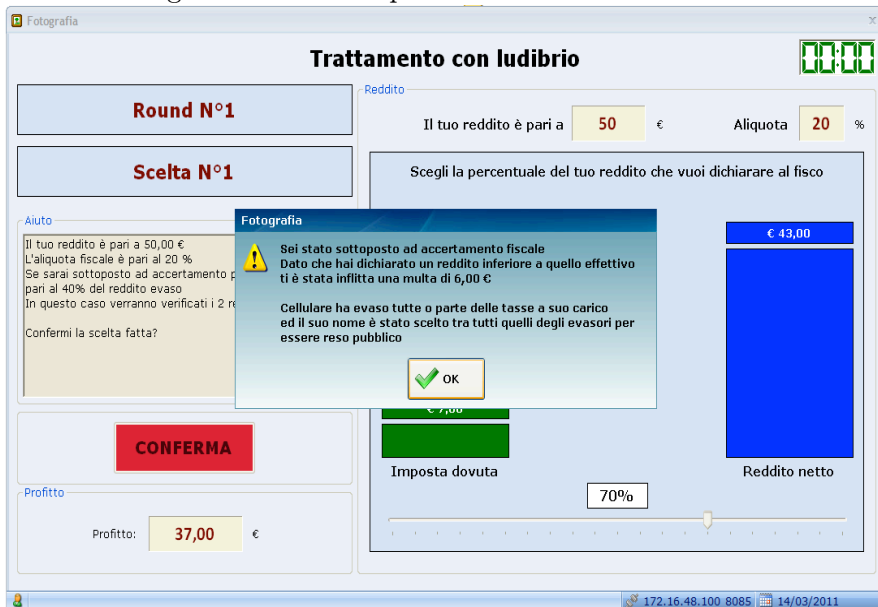 Fotografia
Trattamento con ludibrio
00:00
Round N°1
Scelta N°1
Reddito
Il tuo reddito è pari a 50 € Aliquota 20 %
Scegli la percentuale del tuo reddito che vuoi dichiarare al fisco
Aiuto
Il tuo reddito è pari a 50,00 €
L'aliquota fiscale è pari al 20 %
Se sarai sottoposto ad accertamento
pari al 40% del reddito evaso
In questo caso verranno verificati i 2
Confermi la scelta fatta?
Fotografia
Sei stato sottoposto ad accertamento fiscale
Dato che hai dichiarato un reddito inferiore a quello effettivo
ti è stata inflitta una multa di 6,00 €
Cellulare ha evaso tutte o parte delle tasse a suo carico
ed il suo nome è stato scelto tra tutti quelli degli evasori per
essere reso pubblico
OK
€ 43,00
€ 7,00
Imposta dovuta
Reddito netto
70%
CONFERMA
Profitto
Profitto: 37,00 €
172.16.48.100 8085 14/03/2011